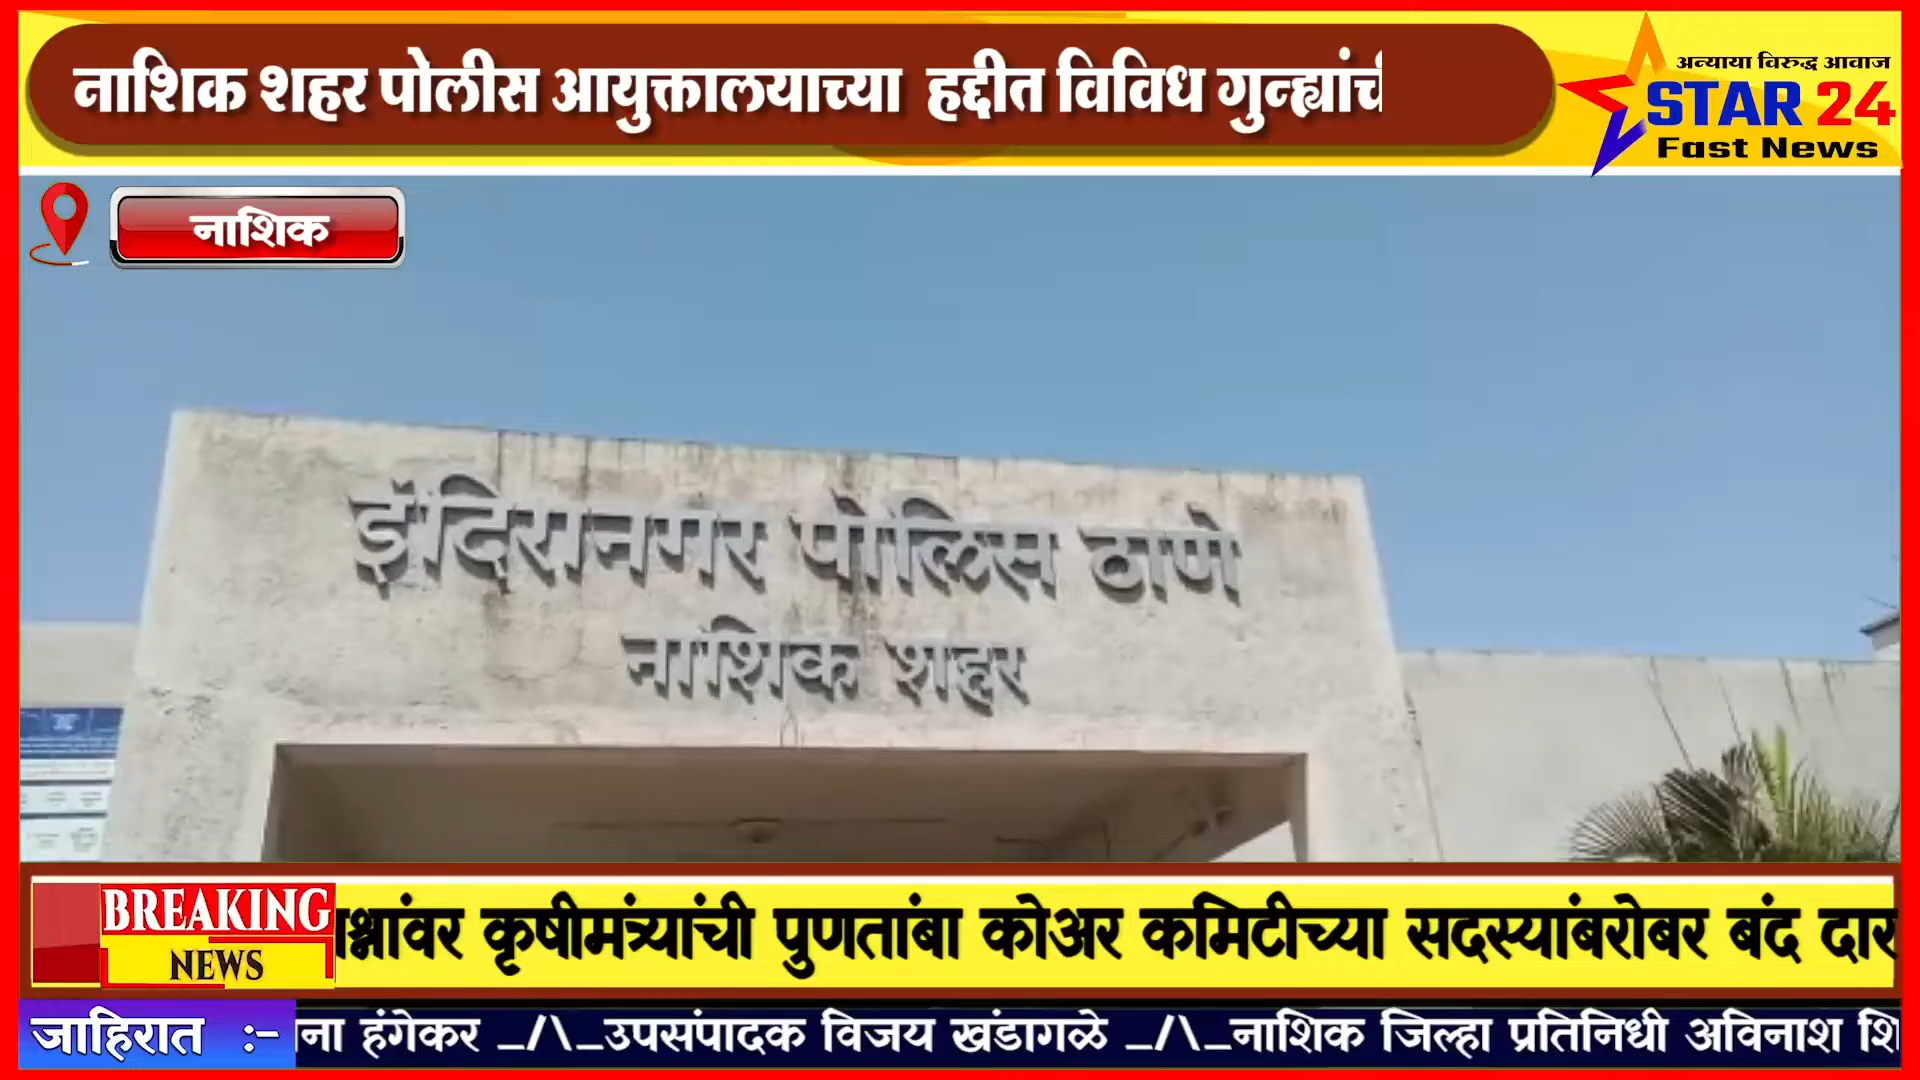 नाशिक शहर पोलीस आयुक्तालयाच्या हद्दीत विविध
अन्याया विरुद्ध आवाज
STAR 24
Fast News
नाशिक
इंदिरानगर पोलिस ठाणे
नाशिक शहर
BREAKING
NEWS
कृषीमंत्र्यांची पुणतांबा कोअर कमिटीच्या सदस्यांबरोबर बंद
जाहिरात :-
हंगेकर _/\_उपसंपादक विजय खंडागळे _/\_नाशिक जिल्हा प्रतिनिधी अविनाश